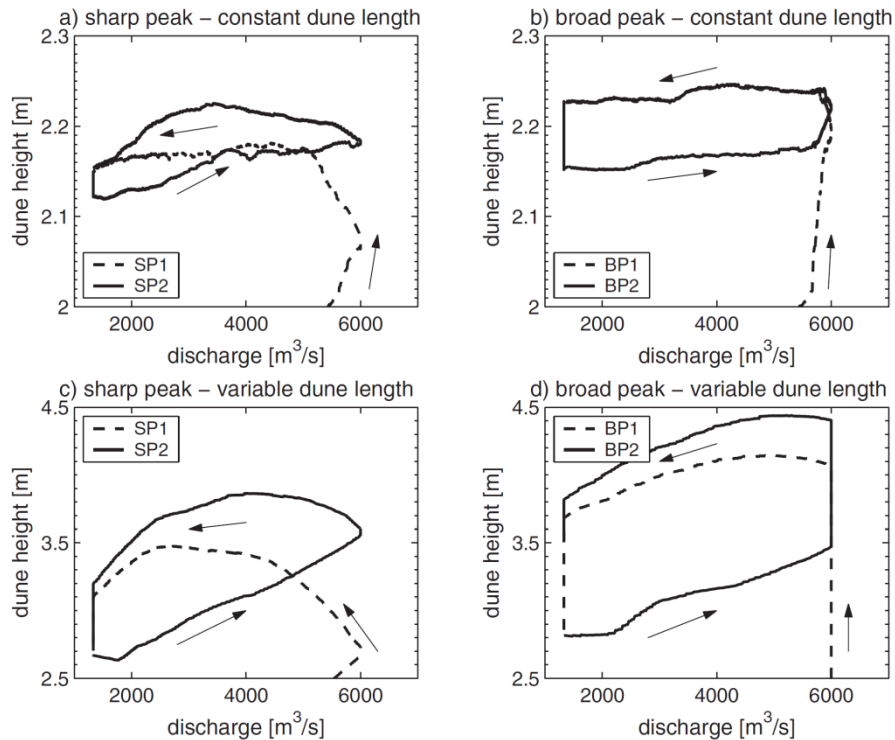 a) sharp peak – constant dune length
2.3
2.2
2.1
2
dune height [m]
SP1
SP2
2000 4000 6000
discharge [m³/s]
b) broad peak – constant dune length
2.3
2.2
2.1
2
dune height [m]
BP1
BP2
2000 4000 6000
discharge [m³/s]
c) sharp peak – variable dune length
4.5
3.5
2.5
dune height [m]
SP1
SP2
2000 4000 6000
discharge [m³/s]
d) broad peak – variable dune length
4.5
3.5
2.5
dune height [m]
BP1
BP2
2000 4000 6000
discharge [m³/s]